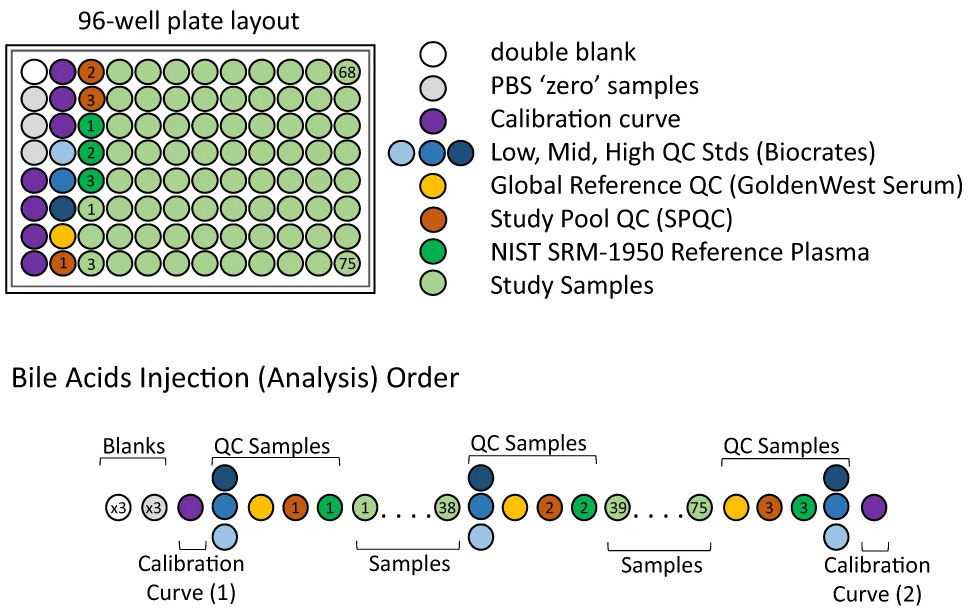 96-well plate layout
2
68
3
1
2
3
1
1
3
75
double blank
PBS ‘zero’ samples
Calibration curve
Low, Mid, High QC Stds (Biocrates)
Global Reference QC (GoldenWest Serum)
Study Pool QC (SPQC)
NIST SRM-1950 Reference Plasma
Study Samples
Bile Acids Injection (Analysis) Order
Blanks
QC Samples
QC Samples
QC Samples
x3 x3 1 1 1 . . . . 38 2 2 39 . . . . 75 3 3
Calibration
Curve (1)
Samples
Samples
Calibration
Curve (2)